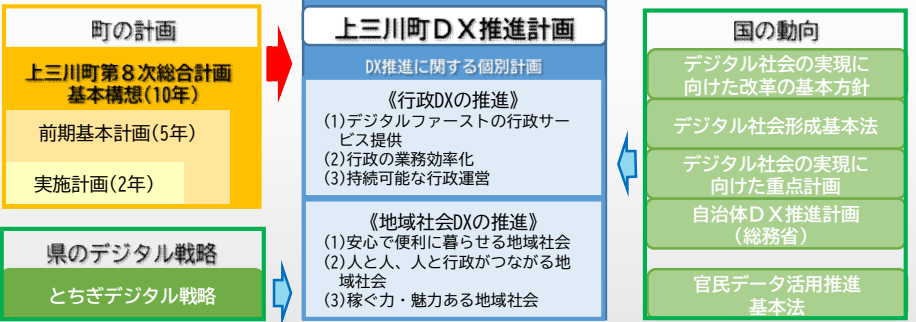 町の計画
上三川町第８次総合計画
基本構想(10年)
前期基本計画(5年)
実施計画(2年)
県のデジタル戦略
とちぎデジタル戦略
上三川町ＤＸ推進計画
DX推進に関する個別計画
《行政DXの推進》
(1)デジタルファーストの行政サー
ビス提供
(2)行政の業務効率化
(3)持続可能な行政運営
《地域社会DXの推進》
(1)安心で便利に暮らせる地域社会
(2)人と人、人と行政がつながる地
域社会
(3)稼ぐ力・魅力ある地域社会
国の動向
デジタル社会の実現に
向けた改革の基本方針
デジタル社会形成基本法
デジタル社会の実現に
向けた重点計画
自治体ＤＸ推進計画
（総務省）
官民データ活用推進
基本法